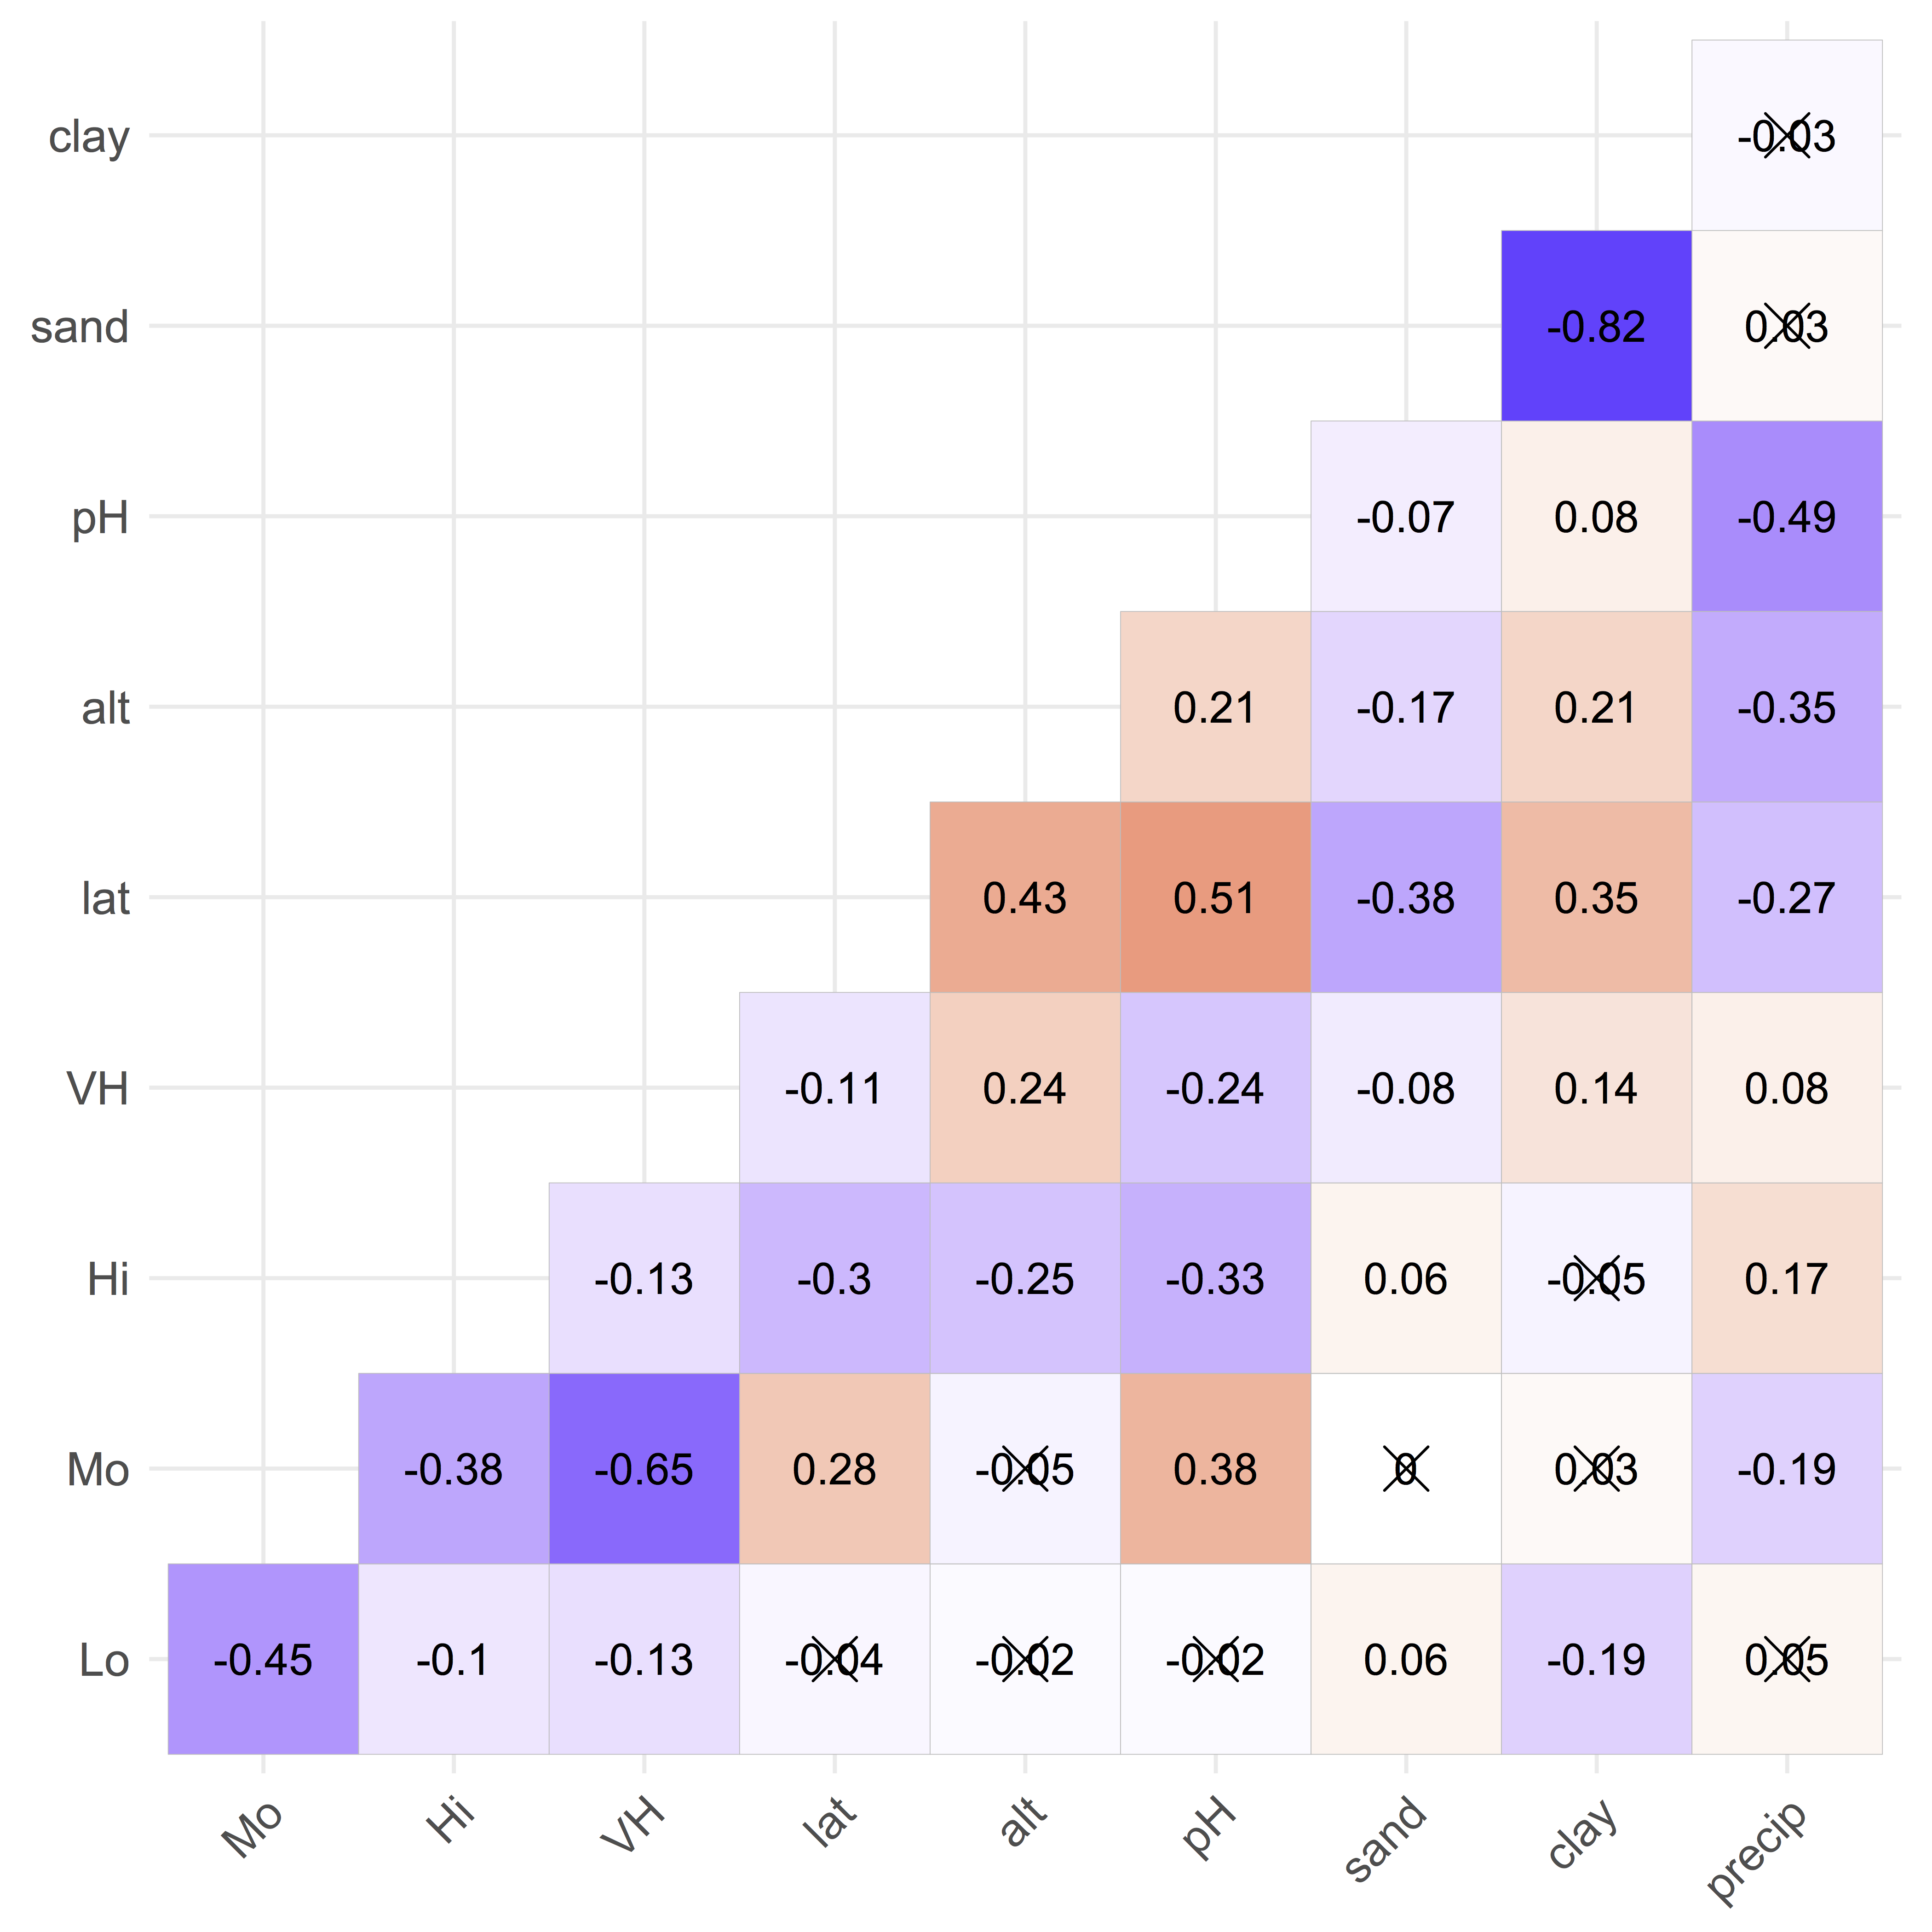 clay -0.03
sand -0.82 0.03
pH -0.07 0.08 -0.49
alt 0.21 -0.17 0.21 -0.35
lat 0.43 0.51 -0.38 0.35 -0.27
VH -0.11 0.24 -0.24 -0.08 0.14 0.08
Hi -0.13 -0.3 -0.25 -0.33 0.06 -0.05 0.17
Mo -0.38 -0.65 0.28 -0.05 0.38 0 0.03 -0.19
Lo -0.45 -0.1 -0.13 -0.04 -0.02 -0.02 0.06 -0.19 0.05
Mo Hi VH lat alt pH sand clay precip